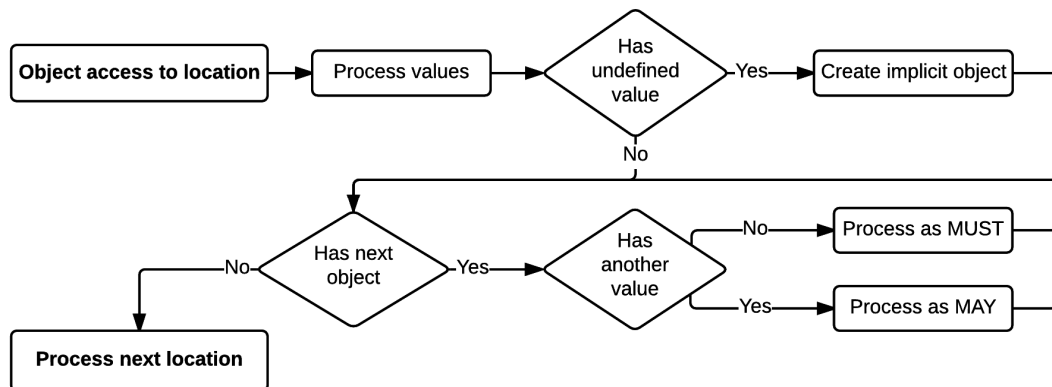 Object access to location
Process values
Has
undefined
value
Yes
Create implicit object
No
Has next
object
No
Yes
Has
another
value
No
Process as MUST
Yes
Process as MAY
Process next location